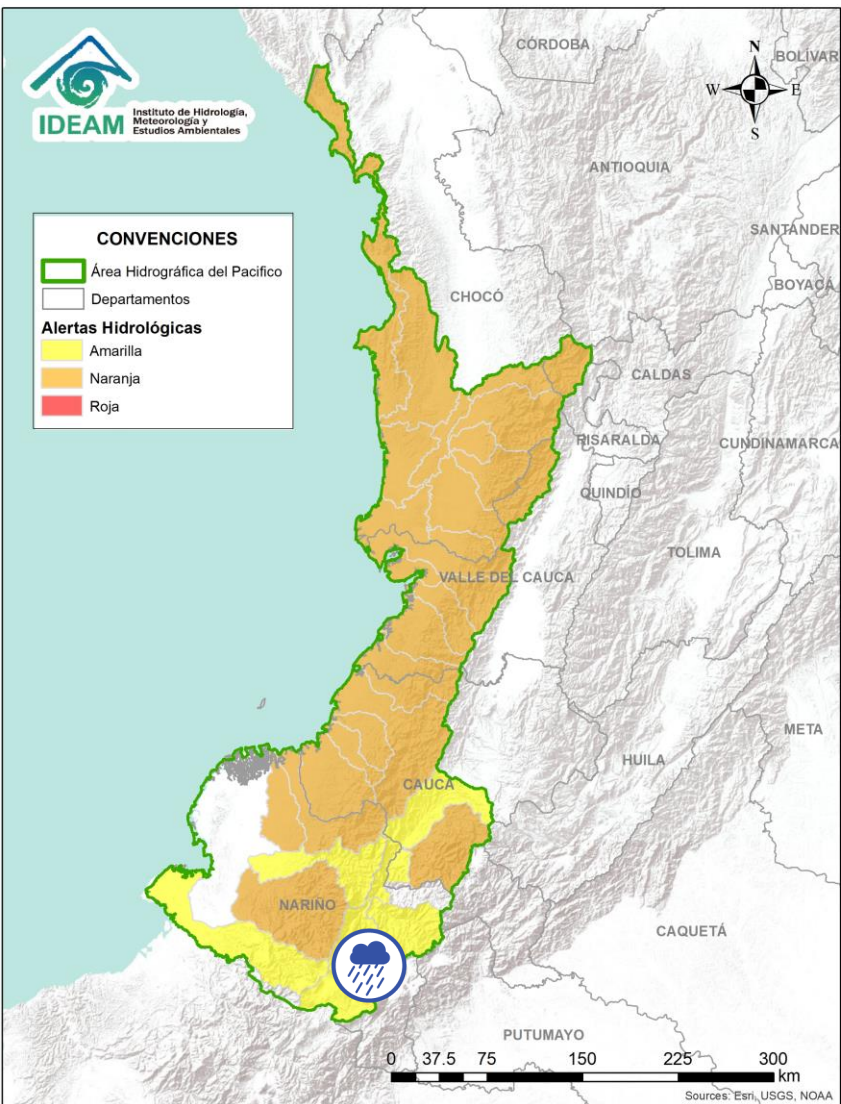 IDEAM
Instituto de Hidrología,
Meteorología y
Estudios Ambientales
CÓRDOBA
BOLÍVAR
N
W
E
S
ANTIOQUIA
SANTANDER
BOYACÁ
CONVENCIONES
Área Hidrográfica del Pacifico
Departamentos
Alertas Hidrológicas
Amarilla
Naranja
Roja
CHOCÓ
CALDAS
RISARALDA
CUNDINAMARCA
QUINDÍO
TOLIMA
VALLE DEL CAUCA
META
HUILA
CAUCA
NARIÑO
CAQUETÁ
PUTUMAYO
0 37.5 75 150 225 300
km
Sources: Esri, USGS, NOAA